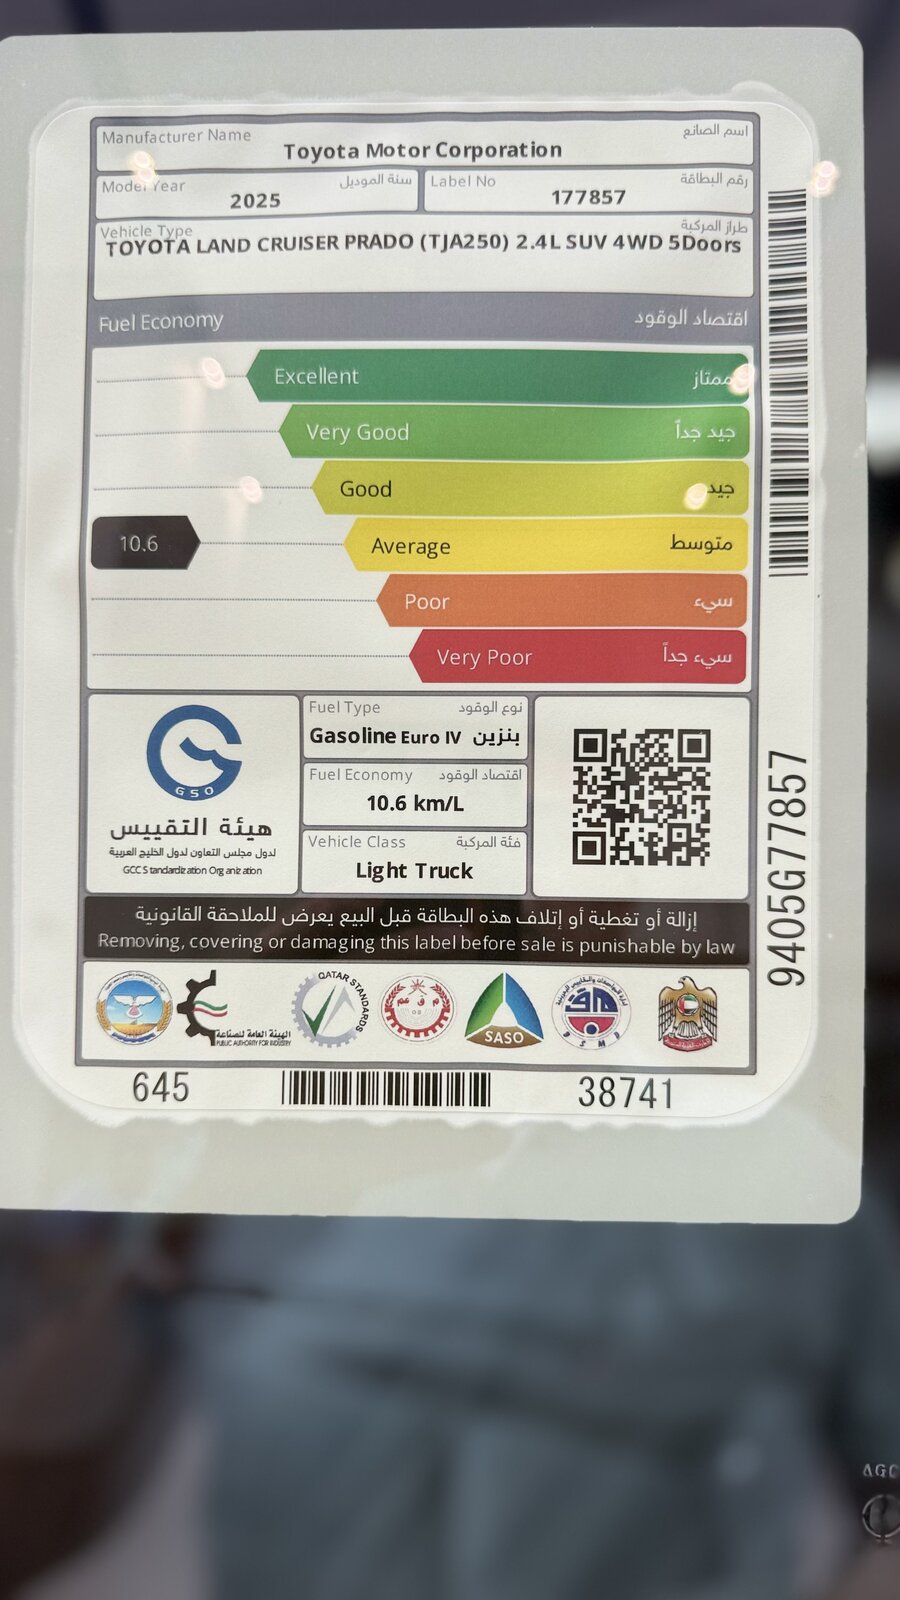 Manufacturer Name اسم الصانع
Toyota Motor Corporation
Model Year سنة الموديل
2025
Label No رقم البطاقة
177857
Vehicle Type طراز المركبة
TOYOTA LAND CRUISER PRADO (TJA250) 2.4L SUV 4WD 5Doors
Fuel Economy اقتصاد الوقود
Excellent ممتاز
Very Good جيد جداً
Good جيد
10.6 Average متوسط
Poor سيء
Very Poor سيء جداً
GSO
هيئة التقييس
لدول مجلس التعاون لدول الخليج العربية
GCC Standardization Organization
Fuel Type نوع الوقود
Gasoline Euro IV بنزين
Fuel Economy اقتصاد الوقود
10.6 km/L
Vehicle Class فئة المركبة
Light Truck
إزالة أو تغطية أو إتلاف هذه البطاقة قبل البيع يعرض للملاحقة القانونية
Removing, covering or damaging this label before sale is punishable by law
الهيئة العامة للصناعة
PUBLIC AUTHORITY FOR INDUSTRY
QATAR STANDARDS
SASO
BSMD
645 38741
9405G77857
AGC